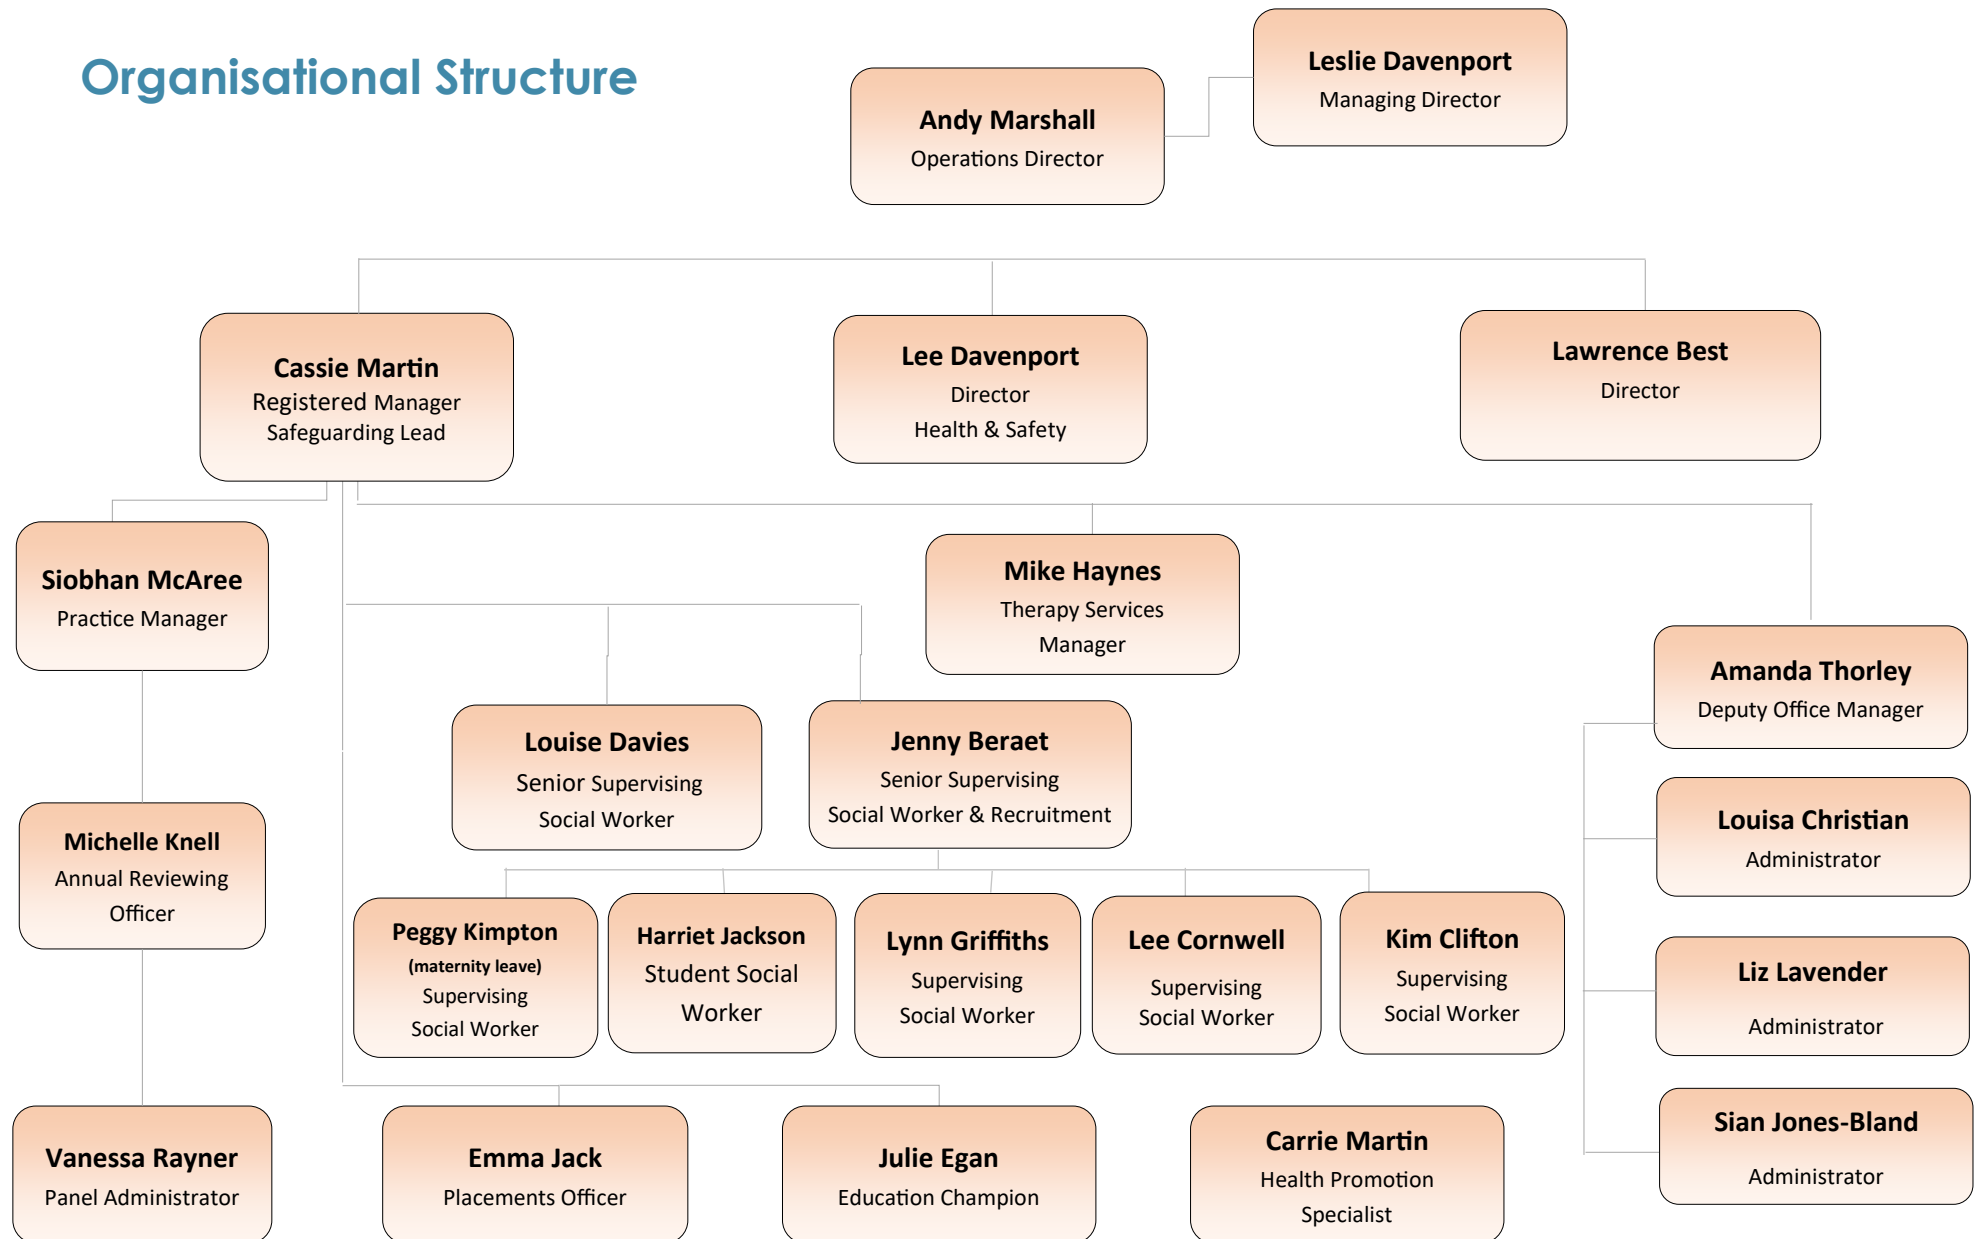 Organisational Structure
Leslie Davenport
Managing Director
Andy Marshall
Operations Director
Cassie Martin
Registered Manager
Safeguarding Lead
Lee Davenport
Director
Health & Safety
Lawrence Best
Director
Siobhan McAree
Practice Manager
Mike Haynes
Therapy Services
Manager
Amanda Thorley
Deputy Office Manager
Louise Davies
Senior Supervising
Social Worker
Jenny Beraet
Senior Supervising
Social Worker & Recruitment
Louisa Christian
Administrator
Michelle Knell
Annual Reviewing
Officer
Peggy Kimpton
(maternity leave)
Supervising
Social Worker
Harriet Jackson
Student Social
Worker
Lynn Griffiths
Supervising
Social Worker
Lee Cornwell
Supervising
Social Worker
Kim Clifton
Supervising
Social Worker
Liz Lavender
Administrator
Vanessa Rayner
Panel Administrator
Emma Jack
Placements Officer
Julie Egan
Education Champion
Carrie Martin
Health Promotion
Specialist
Sian Jones-Bland
Administrator